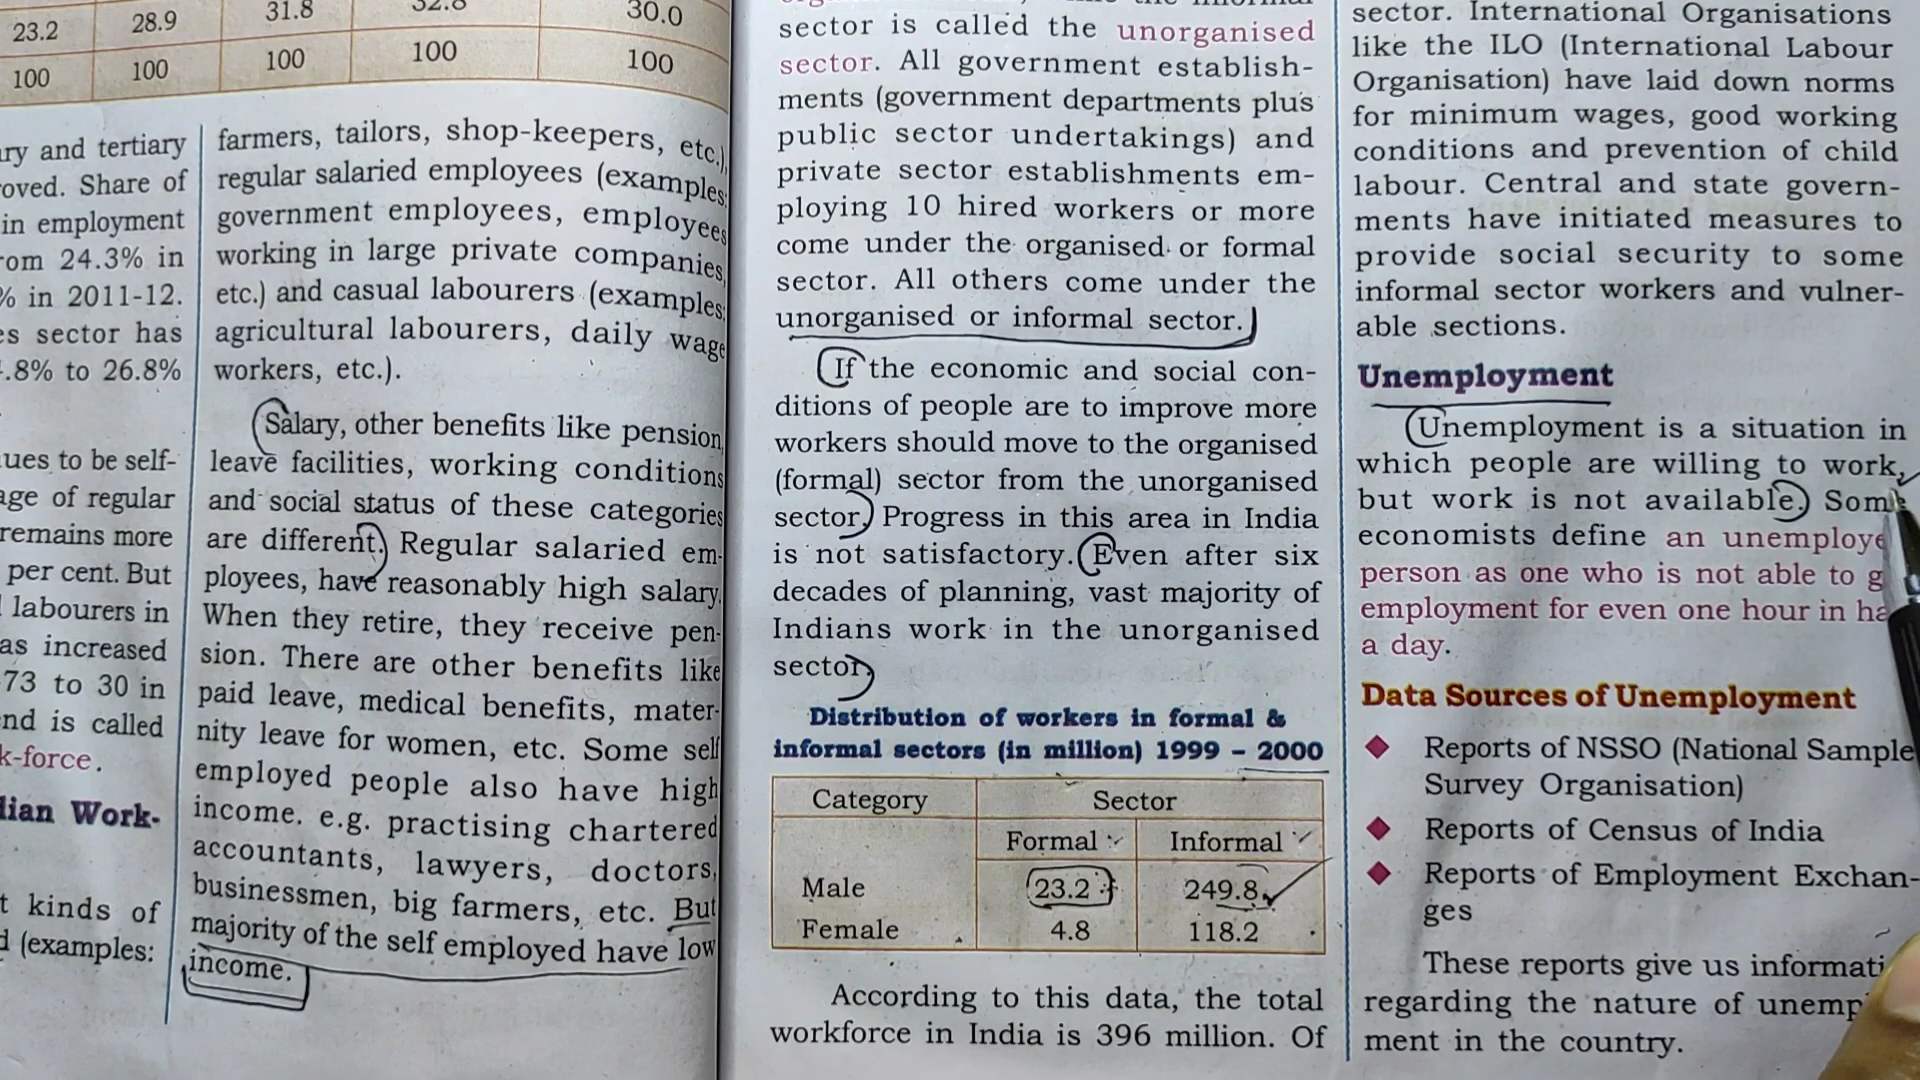 23.2 28.9 31.8 32.8 30.0
100 100 100 100 100
ry and tertiary
oved. Share of
in employment
om 24.3% in
% in 2011-12.
es sector has
.8% to 26.8%
ues to be self-
age of regular
remains more
per cent. But
labourers in
as increased
73 to 30 in
nd is called
k-force.
dian Work-
t kinds of
d (examples:
farmers, tailors, shop-keepers, etc.),
regular salaried employees (examples:
government employees, employees
working in large private companies,
etc.) and casual labourers (examples:
agricultural labourers, daily wage
workers, etc.).
Salary, other benefits like pension,
leave facilities, working conditions
and social status of these categories
are different. Regular salaried em-
ployees, have reasonably high salary.
When they retire, they receive pen-
sion. There are other benefits like
paid leave, medical benefits, mater-
nity leave for women, etc. Some self
employed people also have high
income. e.g. practising chartered
accountants, lawyers, doctors,
businessmen, big farmers, etc. But
majority of the self employed have low
income.
sector is called the unorganised
sector. All government establish-
ments (government departments plus
public sector undertakings) and
private sector establishments em-
ploying 10 hired workers or more
come under the organised or formal
sector. All others come under the
unorganised or informal sector.
If the economic and social con-
ditions of people are to improve more
workers should move to the organised
(formal) sector from the unorganised
sector. Progress in this area in India
is not satisfactory. Even after six
decades of planning, vast majority of
Indians work in the unorganised
sector.
Distribution of workers in formal &
informal sectors (in million) 1999 – 2000
Category Sector
Formal Informal
Male 23.2 249.8
Female 4.8 118.2
According to this data, the total
workforce in India is 396 million. Of
sector. International Organisations
like the ILO (International Labour
Organisation) have laid down norms
for minimum wages, good working
conditions and prevention of child
labour. Central and state govern-
ments have initiated measures to
provide social security to some
informal sector workers and vulner-
able sections.
Unemployment
Unemployment is a situation in
which people are willing to work,
but work is not available. Some
economists define an unemploye
person as one who is not able to g
employment for even one hour in ha
a day.
Data Sources of Unemployment
Reports of NSSO (National Sample
Survey Organisation)
Reports of Census of India
Reports of Employment Exchan-
ges
These reports give us informati
regarding the nature of unemp
ment in the country.